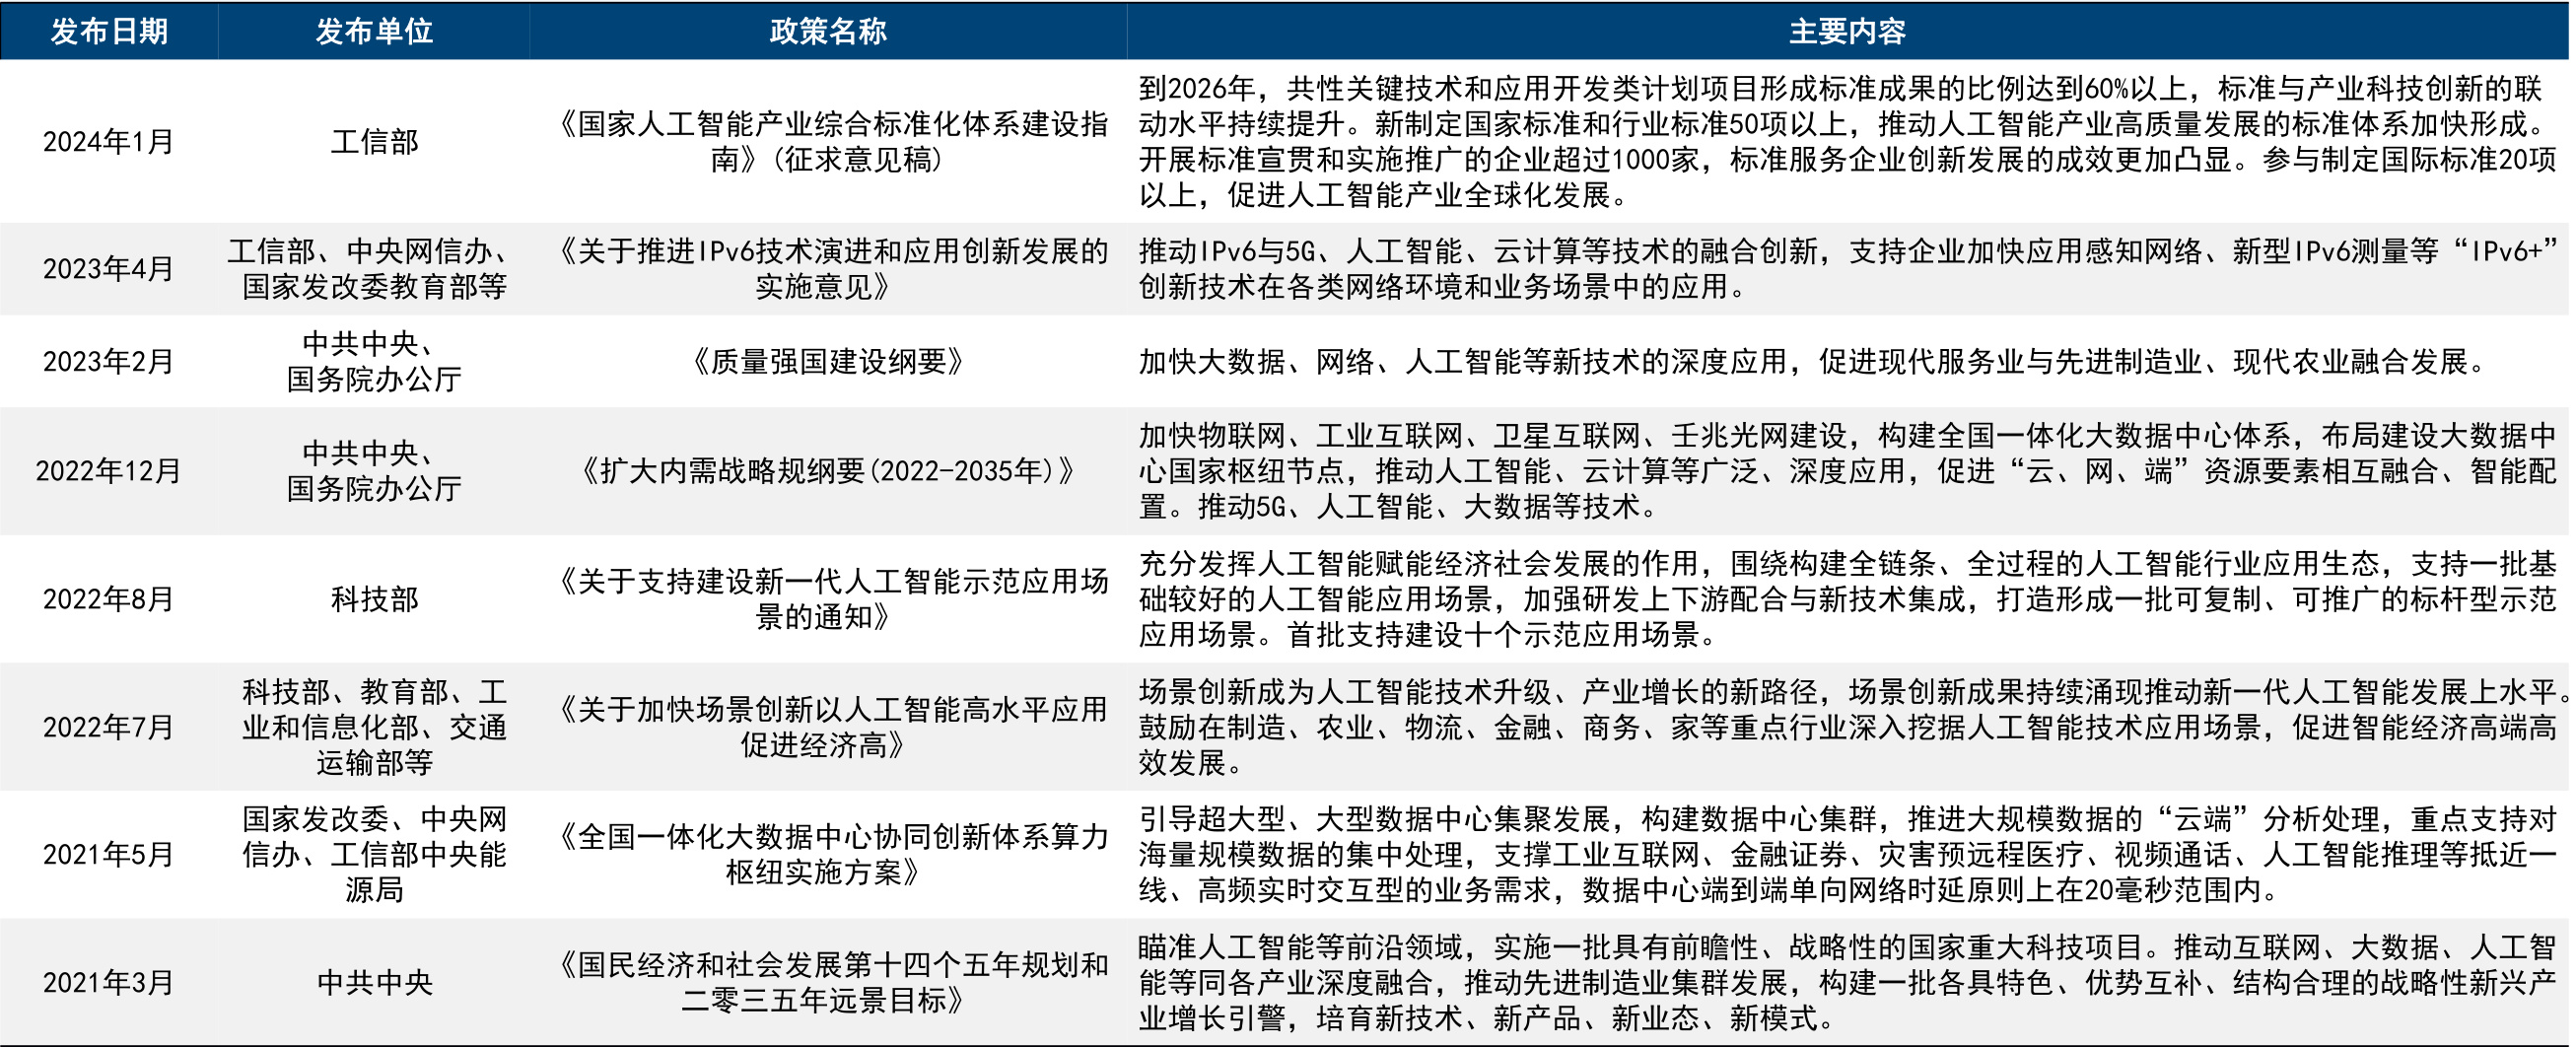 发布日期 发布单位 政策名称 主要内容
2024年1月
工信部
《国家人工智能产业综合标准化体系建设指
南》(征求意见稿)
到2026年，共性关键技术和应用开发类计划项目形成标准成果的比例达到60%以上，标准与产业科技创新的联
动水平持续提升。新制定国家标准和行业标准50项以上，推动人工智能产业高质量发展的标准体系加快形成。
开展标准宣贯和实施推广的企业超过1000家，标准服务企业创新发展的成效更加凸显。参与制定国际标准20项
以上，促进人工智能产业全球化发展。
2023年4月
工信部、中央网信办、
国家发改委教育部等
《关于推进IPv6技术演进和应用创新发展的
实施意见》
推动IPv6与5G、人工智能、云计算等技术的融合创新，支持企业加快应用感知网络、新型IPv6测量等“IPv6+”
创新技术在各类网络环境和业务场景中的应用。
2023年2月
中共中央、
国务院办公厅
《质量强国建设纲要》
加快大数据、网络、人工智能等新技术的深度应用，促进现代服务业与先进制造业、现代农业融合发展。
2022年12月
中共中央、
国务院办公厅
《扩大内需战略规纲要(2022-2035年)》
加快物联网、工业互联网、卫星互联网、壬兆光网建设，构建全国一体化大数据中心体系，布局建设大数据中
心国家枢纽节点，推动人工智能、云计算等广泛、深度应用，促进“云、网、端”资源要素相互融合、智能配
置。推动5G、人工智能、大数据等技术。
2022年8月
科技部
《关于支持建设新一代人工智能示范应用场
景的通知》
充分发挥人工智能赋能经济社会发展的作用，围绕构建全链条、全过程的人工智能行业应用生态，支持一批基
础较好的人工智能应用场景，加强研发上下游配合与新技术集成，打造形成一批可复制、可推广的标杆型示范
应用场景。首批支持建设十个示范应用场景。
2022年7月
科技部、教育部、工
业和信息化部、交通
运输部等
《关于加快场景创新以人工智能高水平应用
促进经济高》
场景创新成为人工智能技术升级、产业增长的新路径，场景创新成果持续涌现推动新一代人工智能发展上水平。
鼓励在制造、农业、物流、金融、商务、家等重点行业深入挖据人工智能技术应用场景，促进智能经济高端高
效发展。
2021年5月
国家发改委、中央网
信办、工信部中央能
源局
《全国一体化大数据中心协同创新体系算力
枢纽实施方案》
引导超大型、大型数据中心集聚发展，构建数据中心集群，推进大规模数据的“云端”分析处理，重点支持对
海量规模数据的集中处理，支撑工业互联网、金融证券、灾害预远程医疗、视频通话、人工智能推理等抵近一
线、高频实时交互型的业务需求，数据中心端到端单向网络时延原则上在20毫秒范围内。
2021年3月
中共中央
《国民经济和社会发展第十四个五年规划和
二零三五年远景目标》
瞄准人工智能等前沿领域，实施一批具有前瞻性、战略性的国家重大科技项目。推动互联网、大数据、人工智
能等同各产业深度融合，推动先进制造业集群发展，构建一批各具特色、优势互补、结构合理的战略性新兴产
业增长引警，培育新技术、新产品、新业态、新模式。